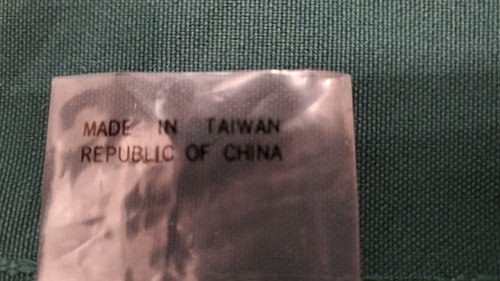 MADE IN TAIWAN
REPUBLIC OF CHINA